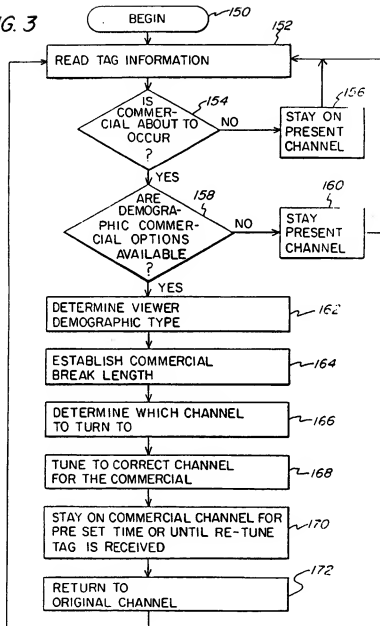 G. 3
BEGIN
150
152
READ TAG INFORMATION
IS
COMMER-
CIAL ABOUT TO
OCCUR
?
154
NO
156
STAY ON
PRESENT
CHANNEL
YES
ARE
DEMOGRA-
PHIC COMMER-
CIAL OPTIONS
AVAILABLE
?
158
NO
160
STAY
PRESENT
CHANNEL
YES
DETERMINE VIEWER
DEMOGRAPHIC TYPE
162
ESTABLISH COMMERCIAL
BREAK LENGTH
164
DETERMINE WHICH CHANNEL
TO TURN TO
166
TUNE TO CORRECT CHANNEL
FOR THE COMMERCIAL
168
STAY ON COMMERCIAL CHANNEL FOR
PRE SET TIME OR UNTIL RE-TUNE
TAG IS RECEIVED
170
172
RETURN TO
ORIGINAL CHANNEL